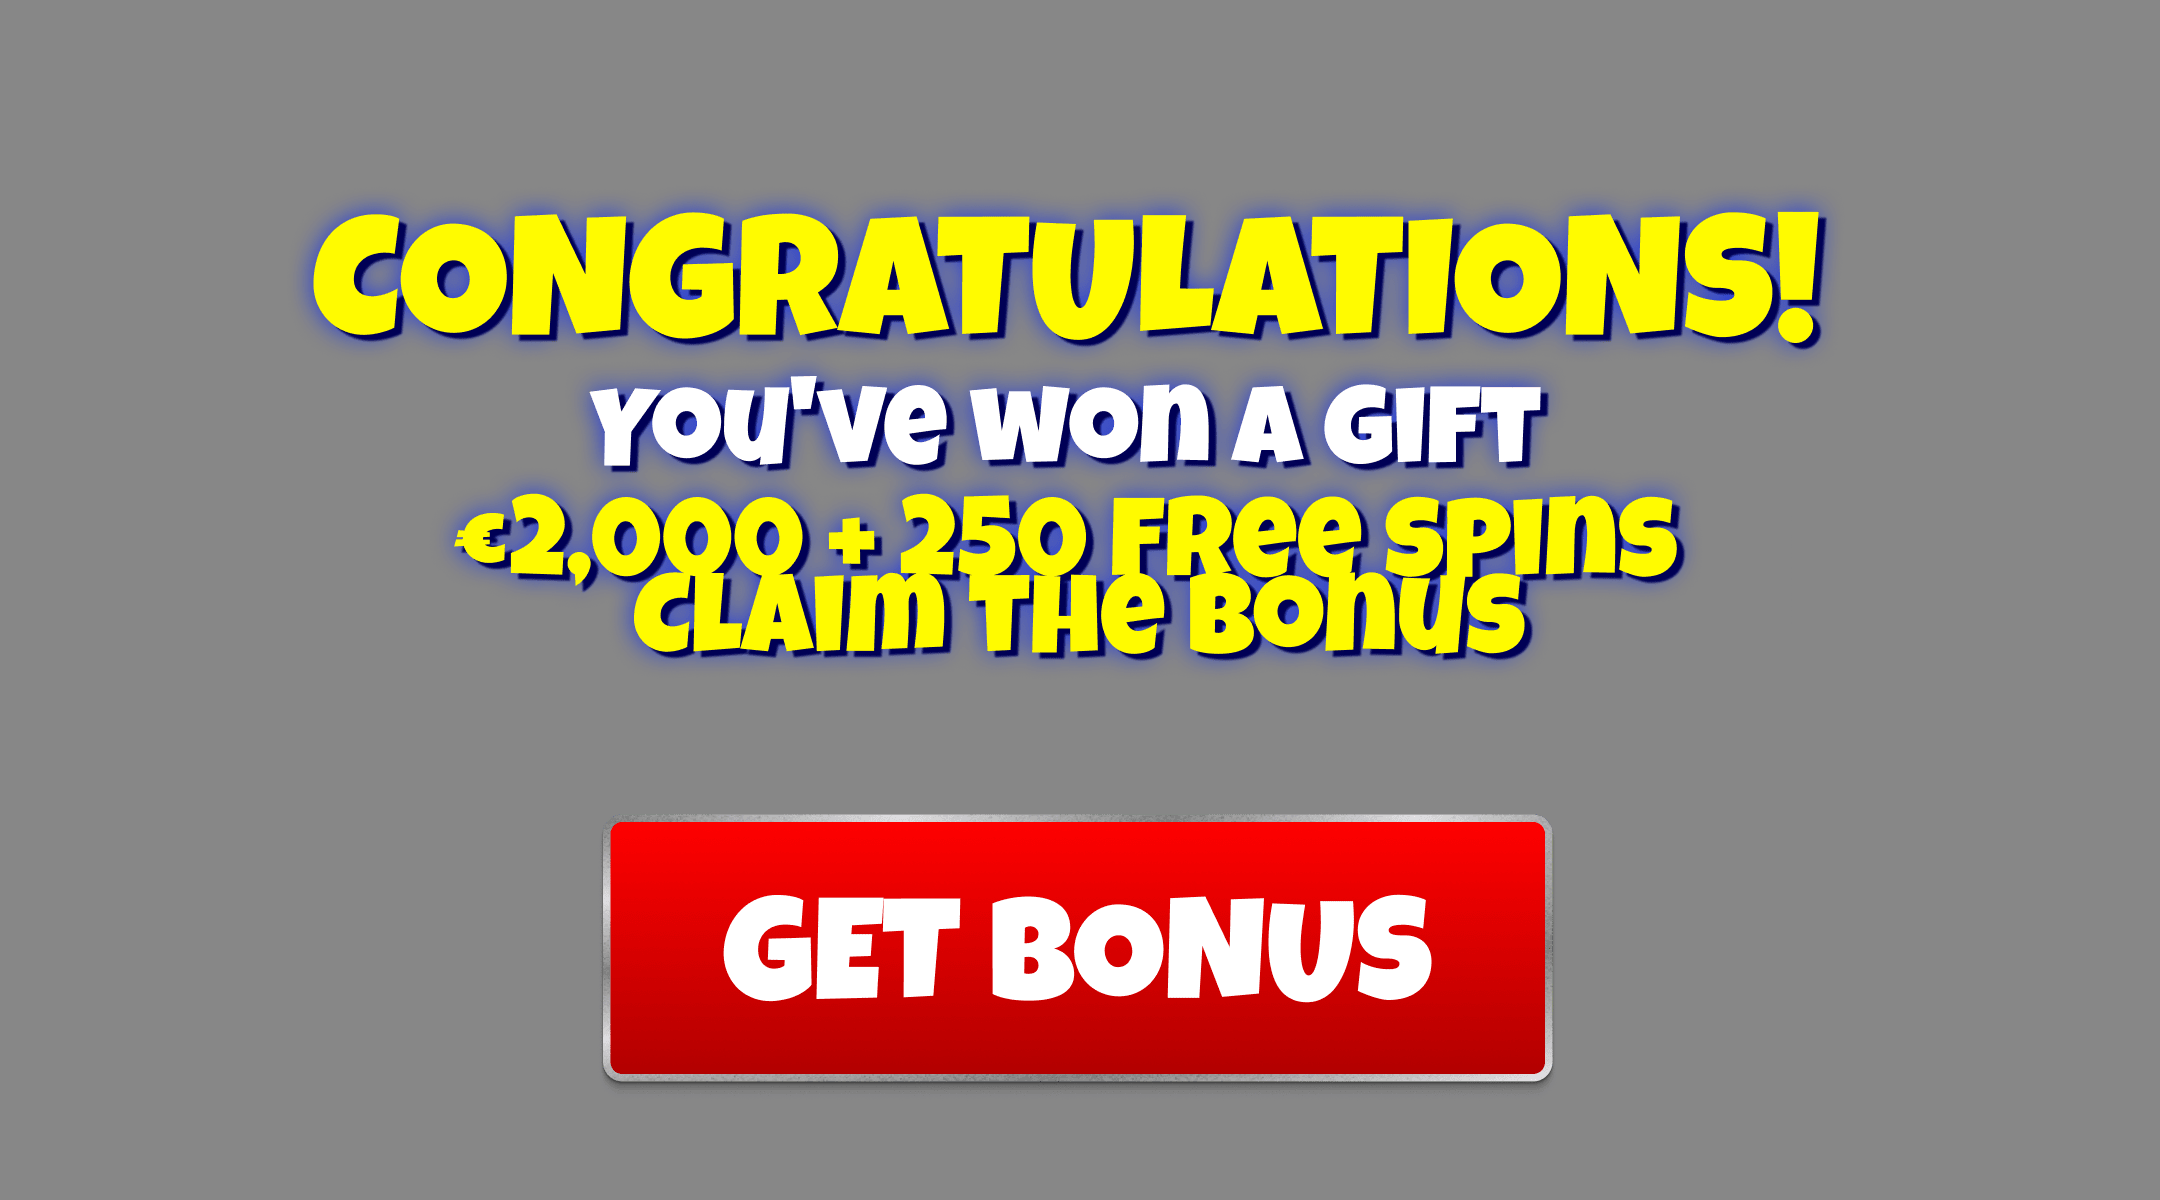 CONGRATULATIONS!
You've won a GIFT
€2,000 + 250 Free Spins
Claim the Bonus
GET BONUS